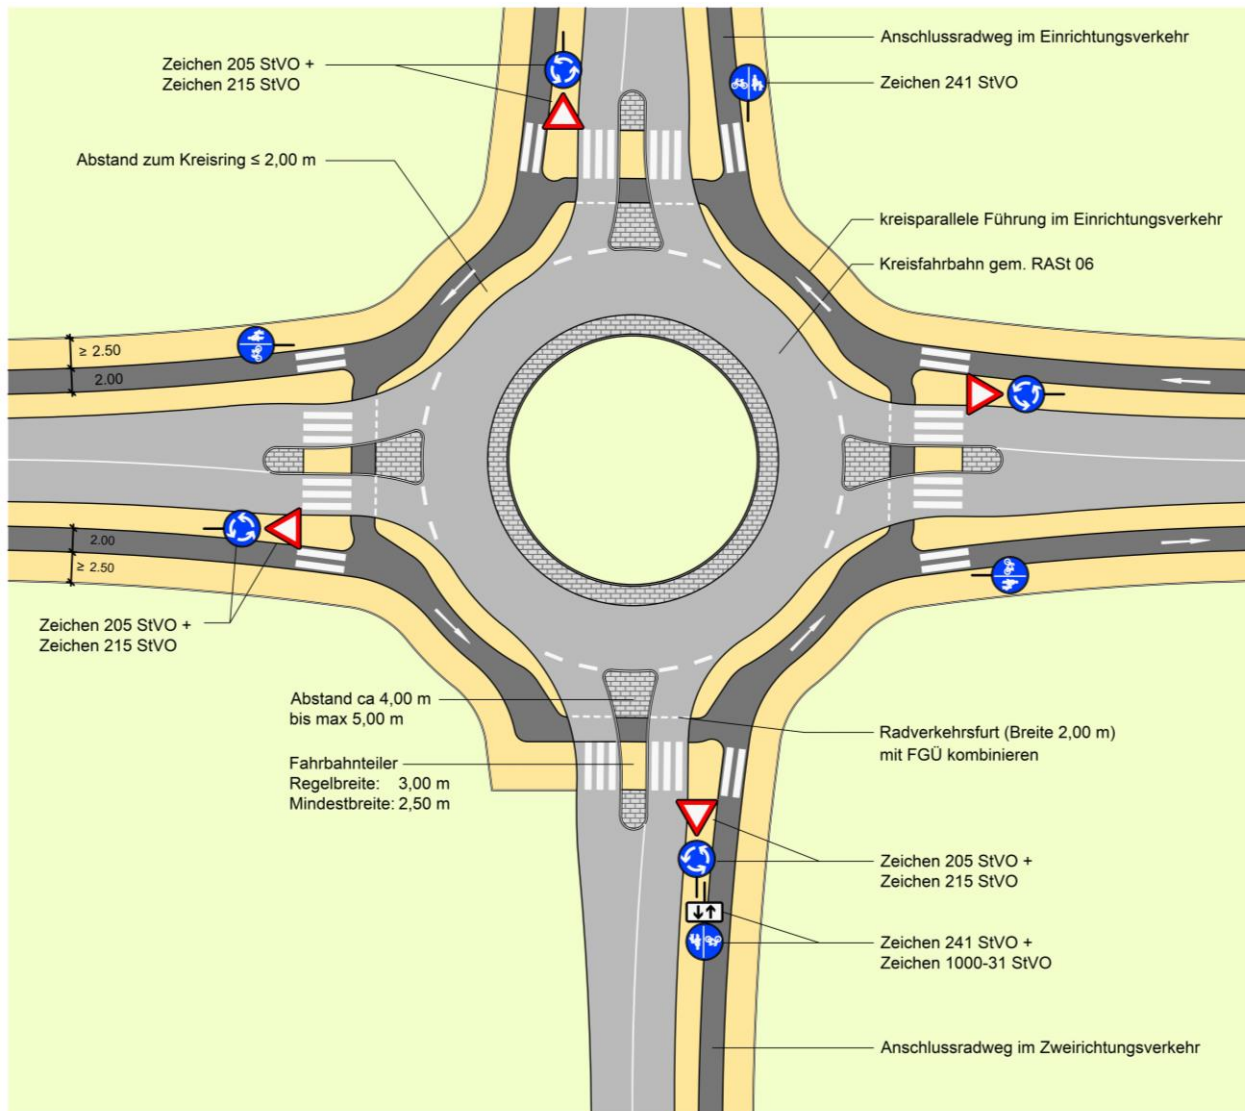 Zeichen 205 StVO +
Zeichen 215 StVO
Anschlussradweg im Einrichtungsverkehr
Zeichen 241 StVO
Abstand zum Kreisring ≤ 2,00 m
kreisparallele Führung im Einrichtungsverkehr
Kreisfahrbahn gem. RASt 06
≥ 2.50
2.00
2.00
≥ 2.50
Zeichen 205 StVO +
Zeichen 215 StVO
Abstand ca 4,00 m
bis max 5,00 m
Radverkehrsfurt (Breite 2,00 m)
mit FGÜ kombinieren
Fahrbahnteiler
Regelbreite: 3,00 m
Mindestbreite: 2,50 m
Zeichen 205 StVO +
Zeichen 215 StVO
Zeichen 241 StVO +
Zeichen 1000-31 StVO
Anschlussradweg im Zweirichtungsverkehr